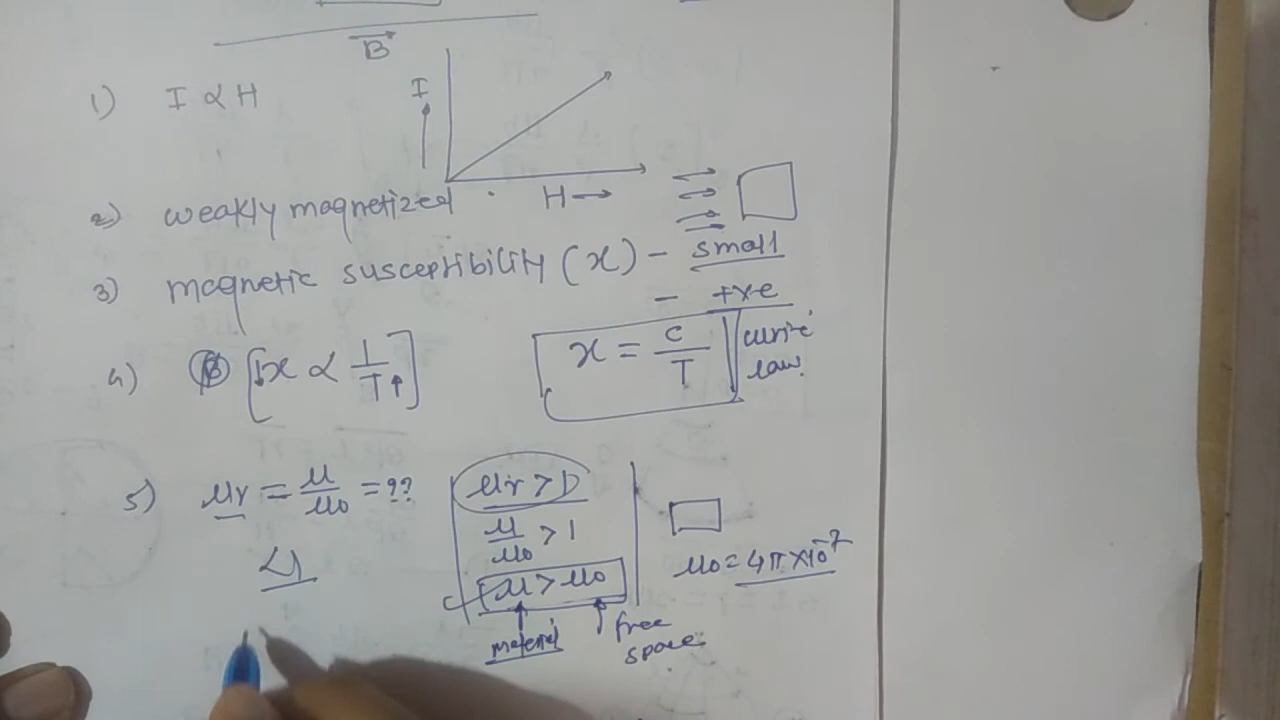 B
1) I ∝ H
I
H
2) weakly magnetized
3) magnetic susceptibility (x) - small
- +ve
4) [x ∝ 1/T]
x = C/T
curie law.
5) μr = μ/μ0 = ??
<1
μr > 1
μ/μ0 > 1
μ > μ0
material
free space
μ0 = 4π×10⁻⁷